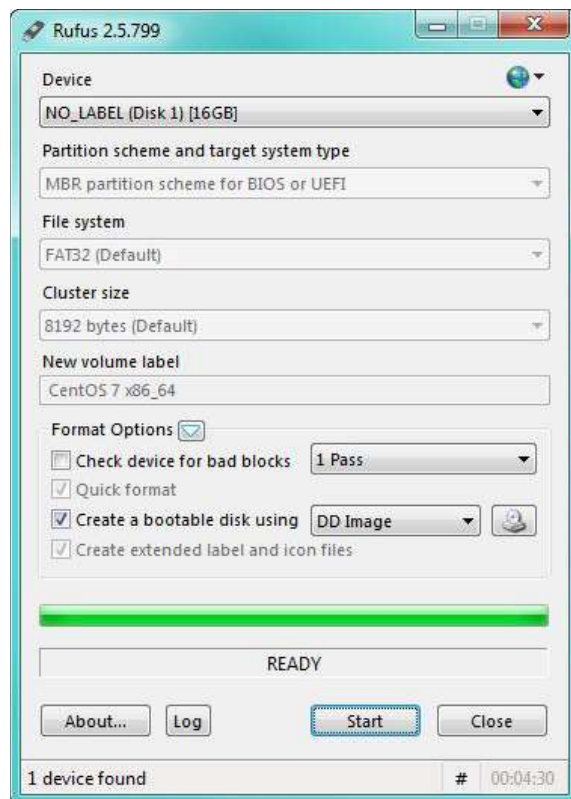 Rufus 2.5.799
Device
NO_LABEL (Disk 1) [16GB]
Partition scheme and target system type
MBR partition scheme for BIOS or UEFI
File system
FAT32 (Default)
Cluster size
8192 bytes (Default)
New volume label
CentOS 7 x86_64
Format Options
Check device for bad blocks 1 Pass
Quick format
Create a bootable disk using DD Image
Create extended label and icon files
READY
About... Log Start Close
1 device found # 00:04:30